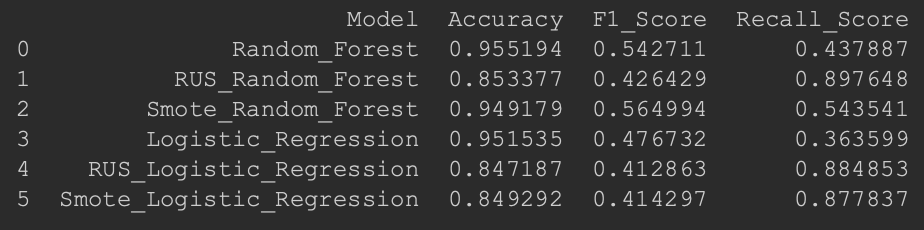 Model Accuracy F1_Score Recall_Score
0 Random_Forest 0.955194 0.542711 0.437887
1 RUS_Random_Forest 0.853377 0.426429 0.897648
2 Smote_Random_Forest 0.949179 0.564994 0.543541
3 Logistic_Regression 0.951535 0.476732 0.363599
4 RUS_Logistic_Regression 0.847187 0.412863 0.884853
5 Smote_Logistic_Regression 0.849292 0.414297 0.877837